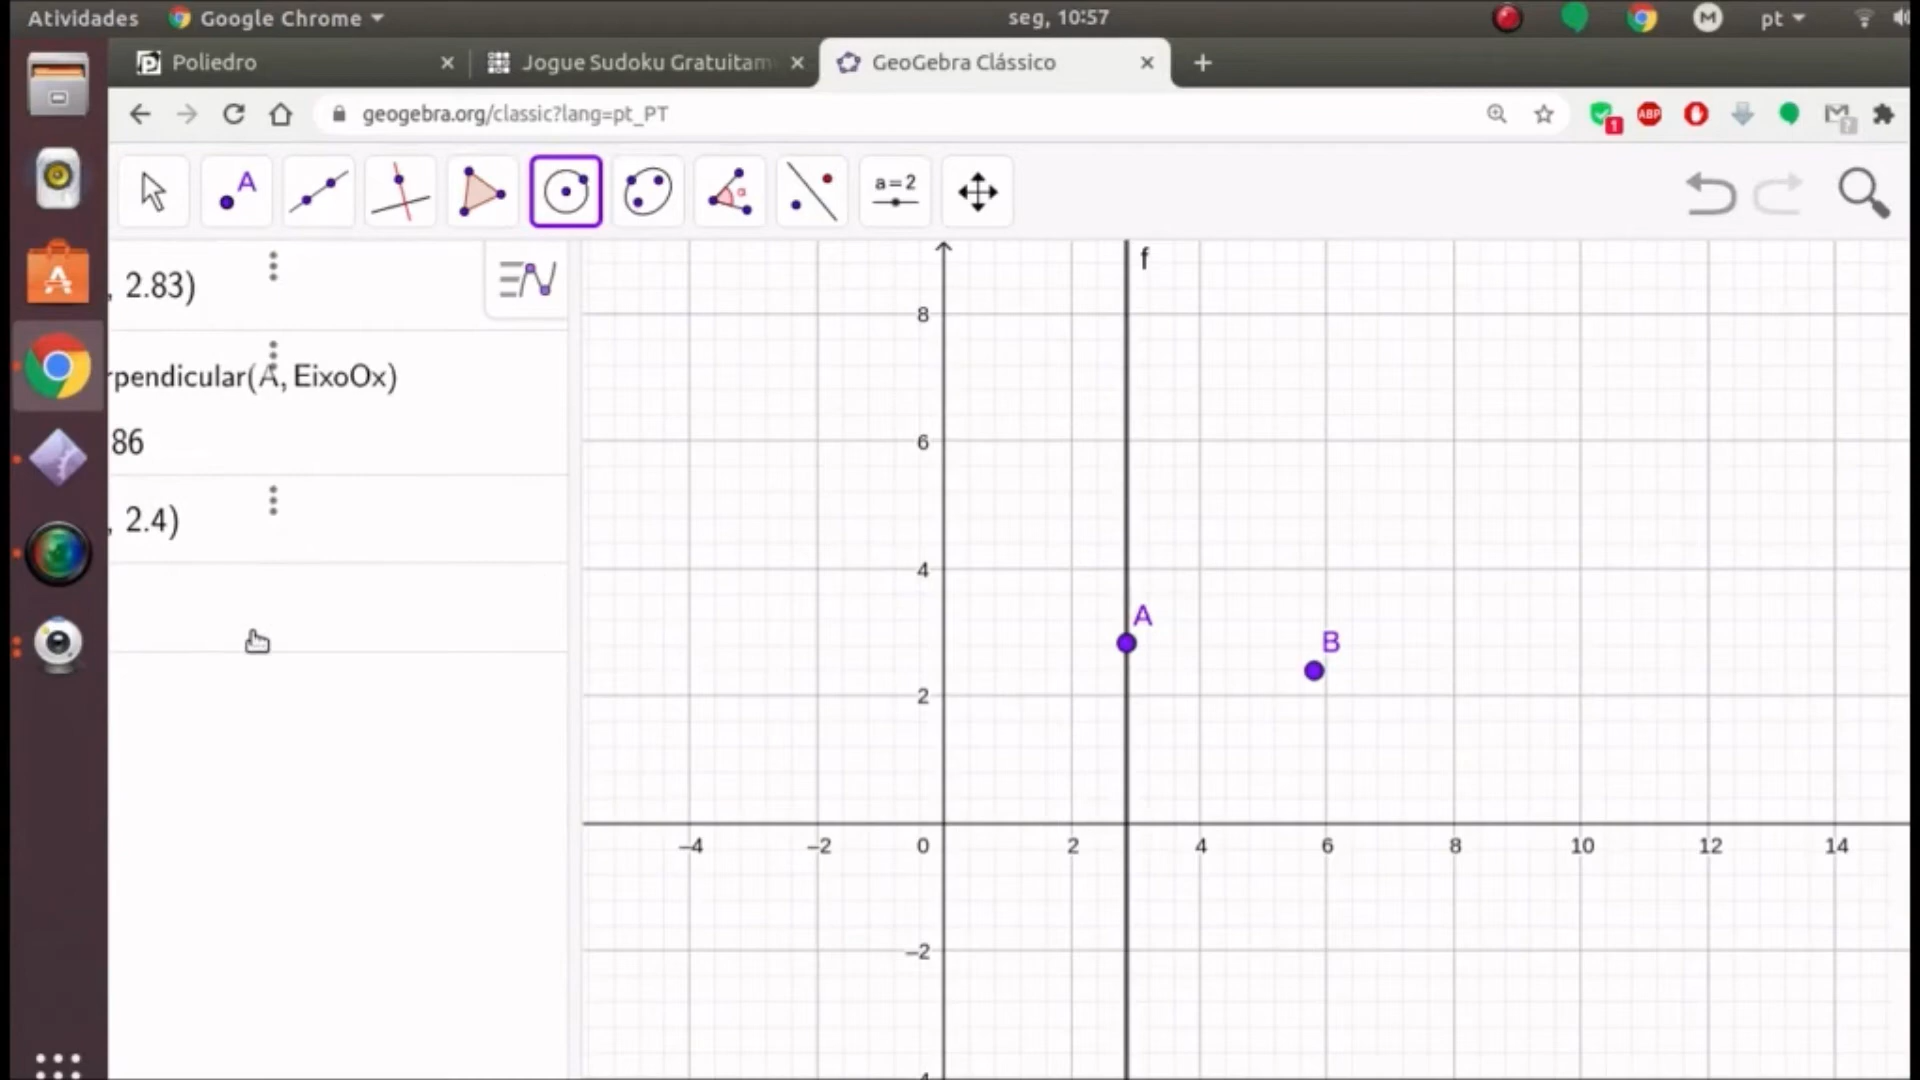 Atividades Google Chrome seg, 10:57 M pt
Poliedro Jogue Sudoku Gratuitam GeoGebra Clássico
geogebra.org/classic?lang=pt_PT 1 ABP ?
A α a=2
, 2.83)
rpendicular(A, EixoOx)
86
, 2.4)
f
8
6
4
A
B
2
-4 -2 0 2 4 6 8 10 12 14
-2